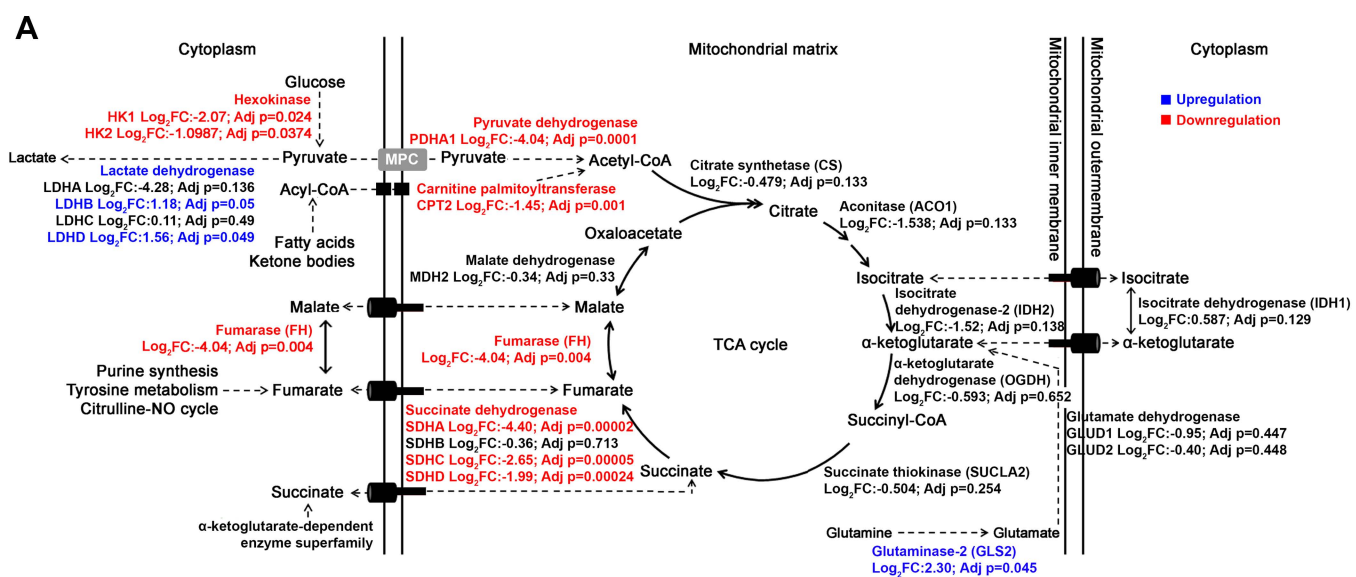 A
Cytoplasm
Mitochondrial matrix
Mitochondrial inner membrane
Mitochondrial outermembrane
Cytoplasm
Upregulation
Downregulation
Glucose
Hexokinase
HK1 Log₂FC:-2.07; Adj p=0.024
HK2 Log₂FC:-1.0987; Adj p=0.0374
Lactate
Pyruvate
MPC
Pyruvate
Pyruvate dehydrogenase
PDHA1 Log₂FC:-4.04; Adj p=0.0001
Acetyl-CoA
Lactate dehydrogenase
LDHA Log₂FC:-4.28; Adj p=0.136
LDHB Log₂FC:1.18; Adj p=0.05
LDHC Log₂FC:0.11; Adj p=0.49
LDHD Log₂FC:1.56; Adj p=0.049
Acyl-CoA
Fatty acids
Ketone bodies
Carnitine palmitoyltransferase
CPT2 Log₂FC:-1.45; Adj p=0.001
Citrate synthetase (CS)
Log₂FC:-0.479; Adj p=0.133
Citrate
Aconitase (ACO1)
Log₂FC:-1.538; Adj p=0.133
Oxaloacetate
Malate dehydrogenase
MDH2 Log₂FC:-0.34; Adj p=0.33
Isocitrate
Isocitrate
Isocitrate
dehydrogenase-2 (IDH2)
Log₂FC:-1.52; Adj p=0.138
Isocitrate dehydrogenase (IDH1)
Log₂FC:0.587; Adj p=0.129
Malate
Malate
Fumarase (FH)
Log₂FC:-4.04; Adj p=0.004
Fumarase (FH)
Log₂FC:-4.04; Adj p=0.004
TCA cycle
α-ketoglutarate
α-ketoglutarate
α-ketoglutarate
dehydrogenase (OGDH)
Log₂FC:-0.593; Adj p=0.652
Purine synthesis
Tyrosine metabolism
Citrulline-NO cycle
Fumarate
Fumarate
Succinate dehydrogenase
SDHA Log₂FC:-4.40; Adj p=0.00002
SDHB Log₂FC:-0.36; Adj p=0.713
SDHC Log₂FC:-2.65; Adj p=0.00005
SDHD Log₂FC:-1.99; Adj p=0.00024
Succinyl-CoA
Glutamate dehydrogenase
GLUD1 Log₂FC:-0.95; Adj p=0.447
GLUD2 Log₂FC:-0.40; Adj p=0.448
Succinate
Succinate thiokinase (SUCLA2)
Log₂FC:-0.504; Adj p=0.254
Succinate
α-ketoglutarate-dependent
enzyme superfamily
Glutamine
Glutamate
Glutaminase-2 (GLS2)
Log₂FC:2.30; Adj p=0.045